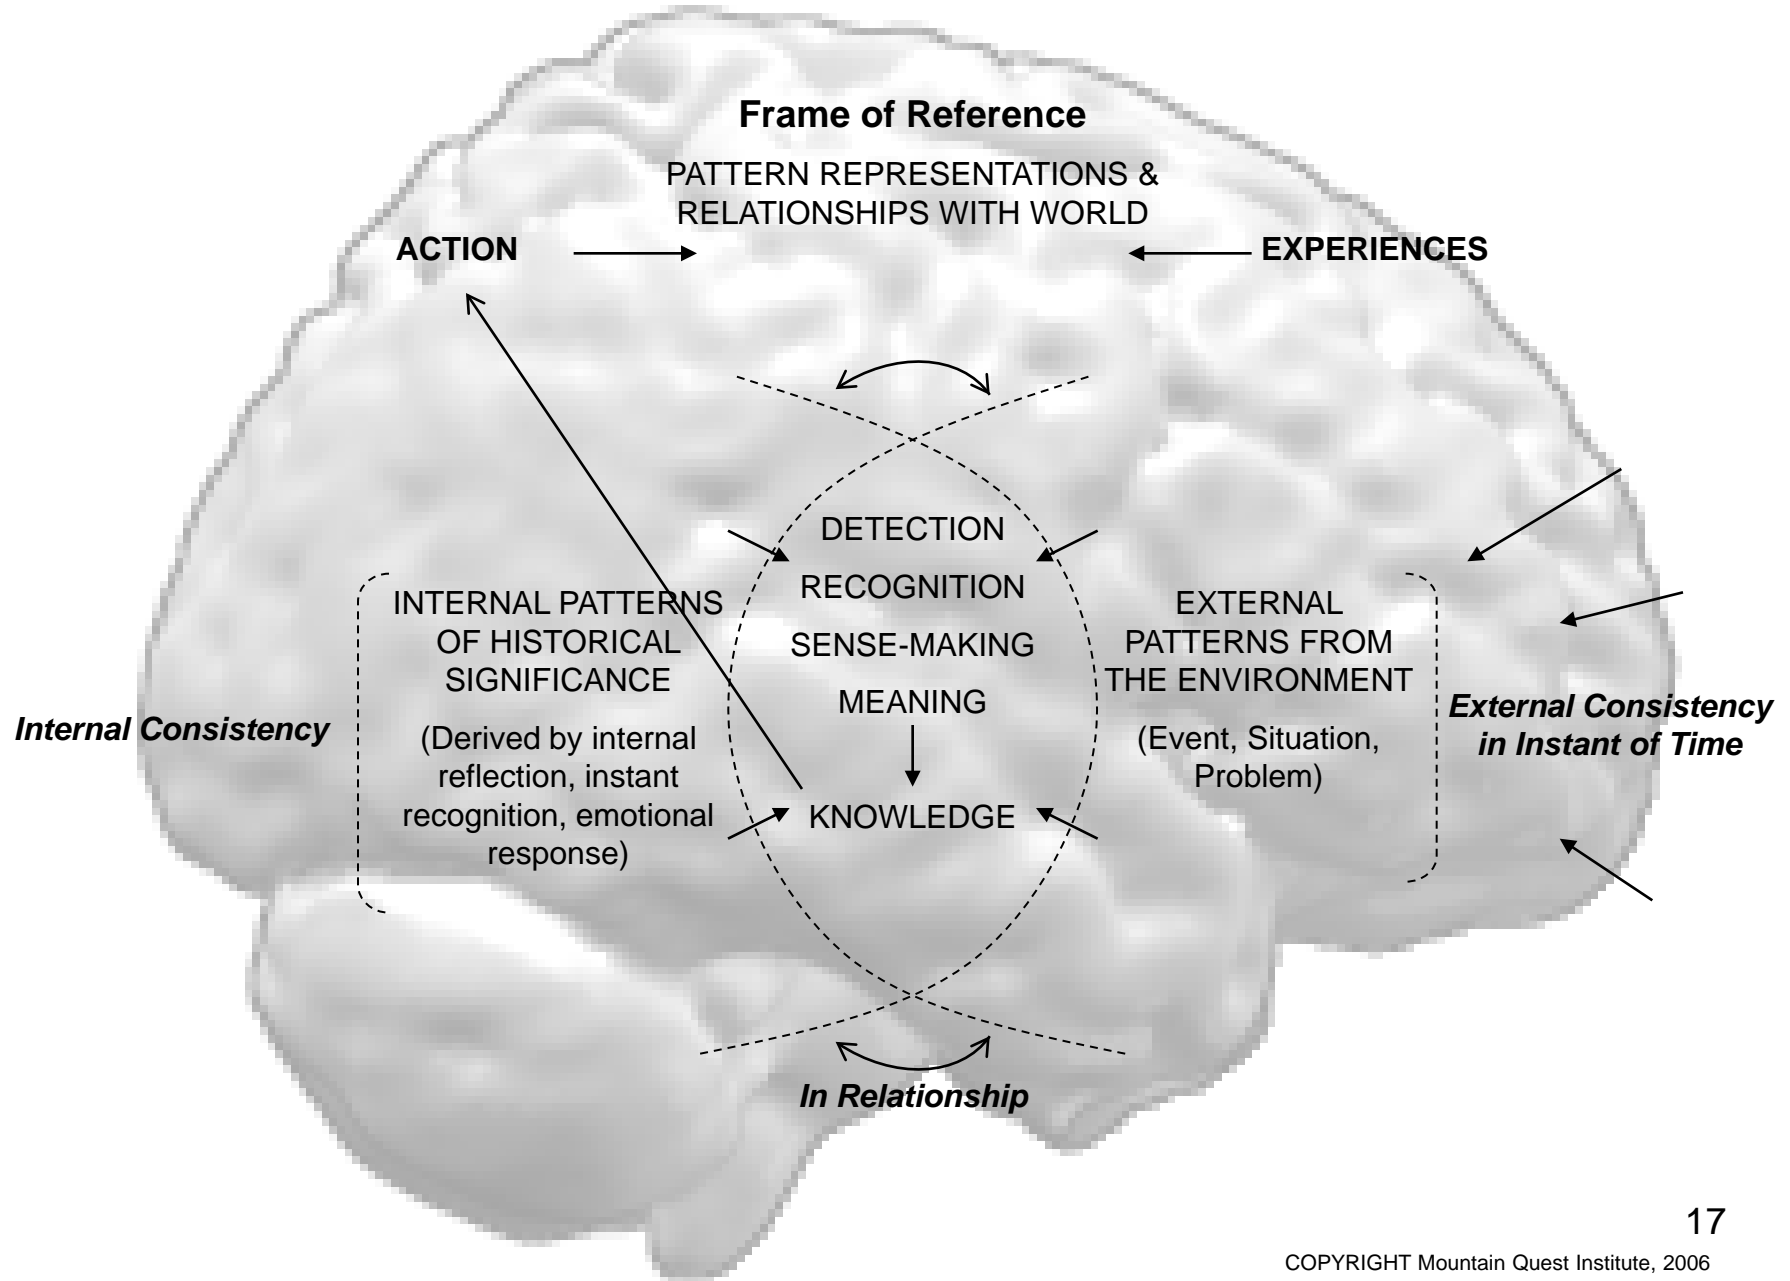 Frame of Reference
PATTERN REPRESENTATIONS &
RELATIONSHIPS WITH WORLD
ACTION
EXPERIENCES
DETECTION
RECOGNITION
SENSE-MAKING
MEANING
KNOWLEDGE
INTERNAL PATTERNS
OF HISTORICAL
SIGNIFICANCE
(Derived by internal
reflection, instant
recognition, emotional
response)
EXTERNAL
PATTERNS FROM
THE ENVIRONMENT
(Event, Situation,
Problem)
Internal Consistency
External Consistency
in Instant of Time
In Relationship
17
COPYRIGHT Mountain Quest Institute, 2006